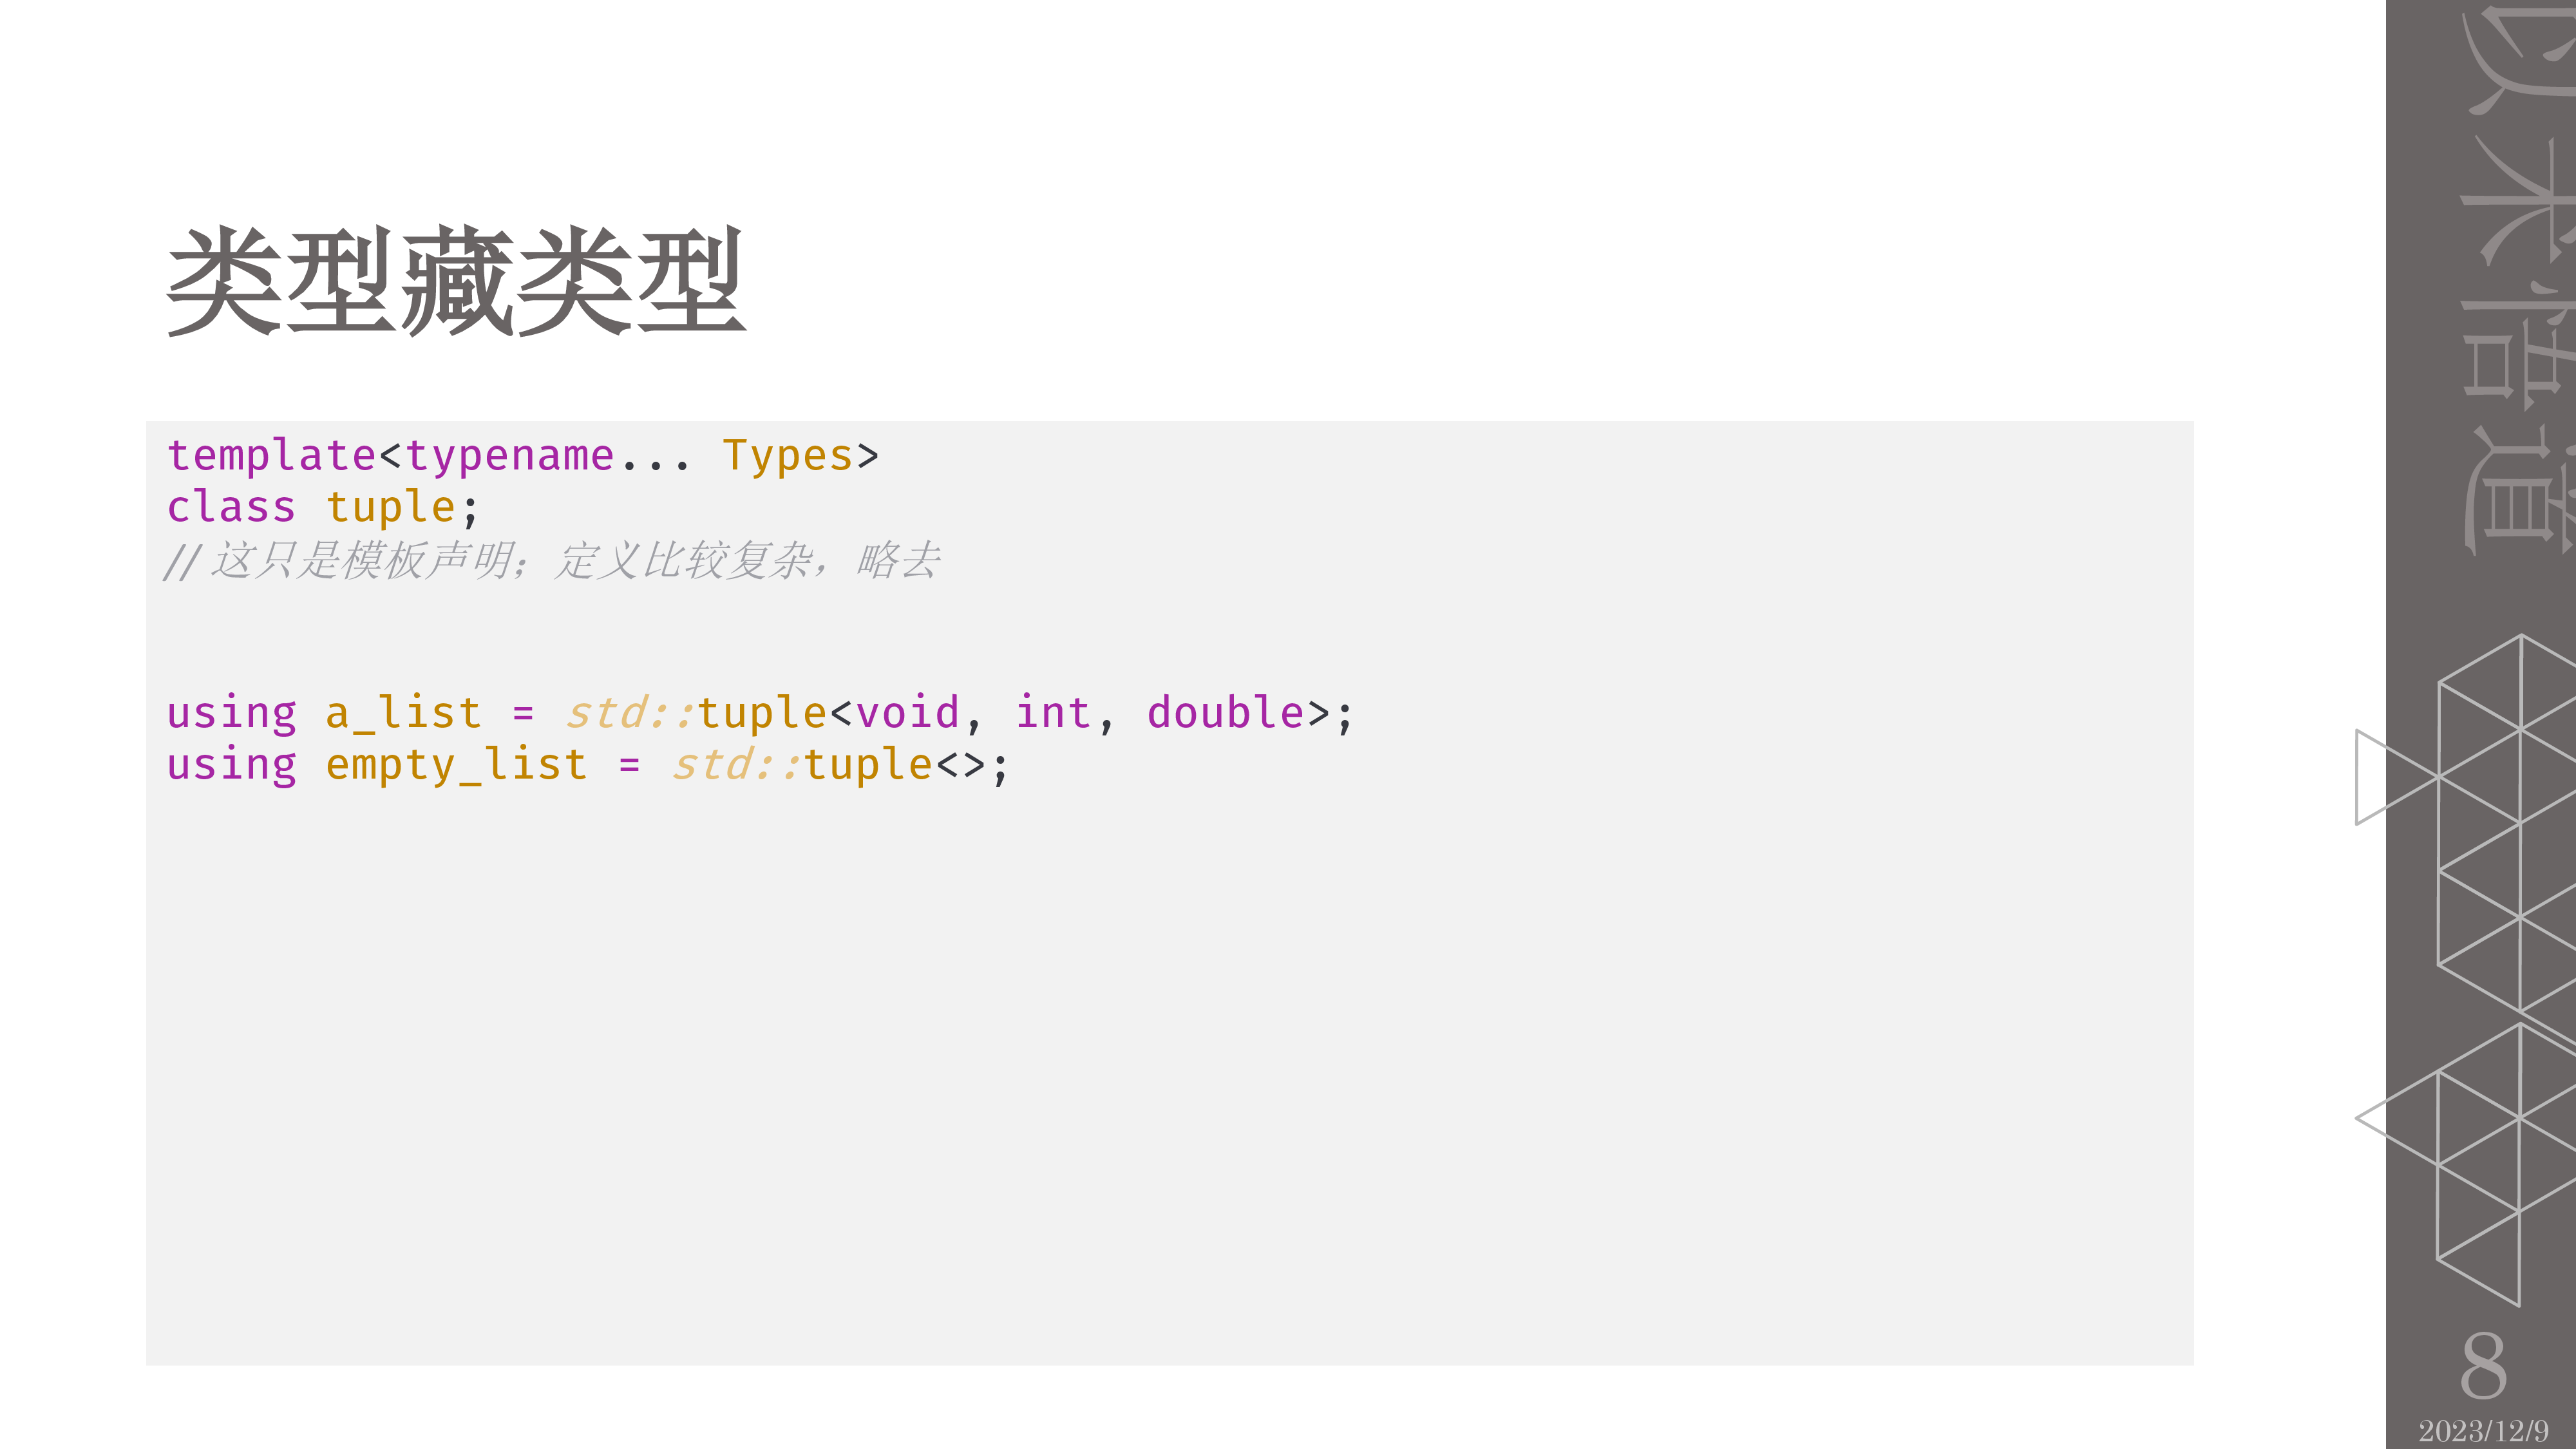 类型藏类型
template<typename... Types>
class tuple;
// 这只是模板声明；定义比较复杂，略去
using a_list = std::tuple<void, int, double>;
using empty_list = std::tuple<>;
以术悟道
8
2023/12/9